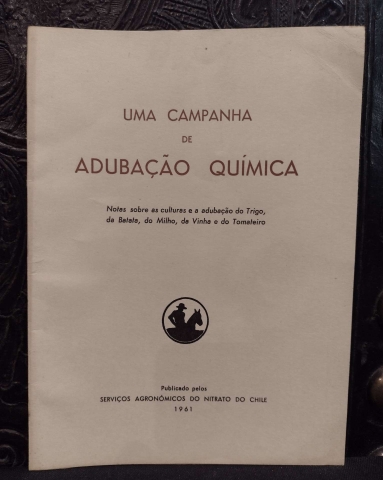 UMA CAMPANHA
DE
ADUBAÇÃO QUÍMICA
Notas sobre as culturas e a adubação do Trigo,
da Batata, do Milho, da Vinha e do Tomateiro
Publicado pelos
SERVIÇOS AGRONÓMICOS DO NITRATO DO CHILE
1961